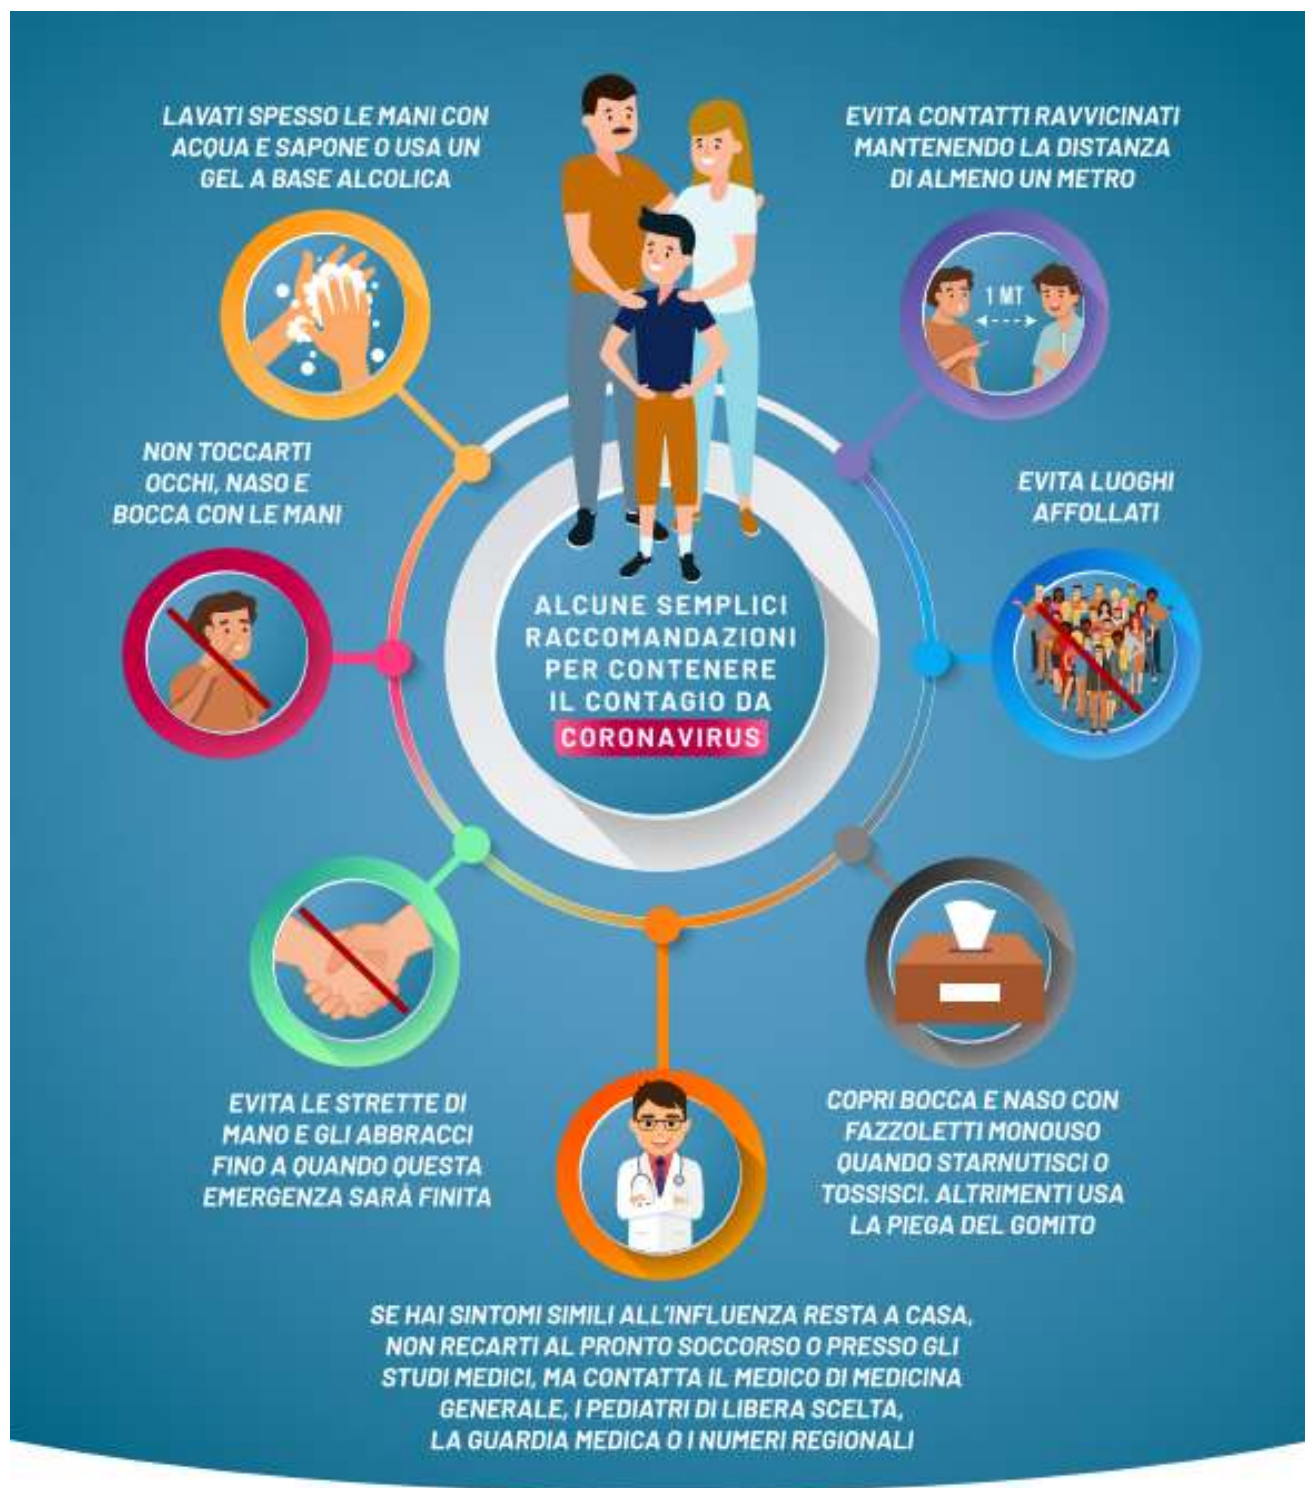 LAVATI SPESSO LE MANI CON
ACQUA E SAPONE O USA UN
GEL A BASE ALCOLICA
EVITA CONTATTI RAVVICINATI
MANTENENDO LA DISTANZA
DI ALMENO UN METRO
1 MT
NON TOCCARTI
OCCHI, NASO E
BOCCA CON LE MANI
EVITA LUOGHI
AFFOLLATI
ALCUNE SEMPLICI
RACCOMANDAZIONI
PER CONTENERE
IL CONTAGIO DA
CORONAVIRUS
EVITA LE STRETTE DI
MANO E GLI ABBRACCI
FINO A QUANDO QUESTA
EMERGENZA SARÀ FINITA
COPRI BOCCA E NASO CON
FAZZOLETTI MONOUSO
QUANDO STARNUTISCI O
TOSSISCI. ALTRIMENTI USA
LA PIEGA DEL GOMITO
SE HAI SINTOMI SIMILI ALL'INFLUENZA RESTA A CASA,
NON RECARTI AL PRONTO SOCCORSO O PRESSO GLI
STUDI MEDICI, MA CONTATTA IL MEDICO DI MEDICINA
GENERALE, I PEDIATRI DI LIBERA SCELTA,
LA GUARDIA MEDICA O I NUMERI REGIONALI